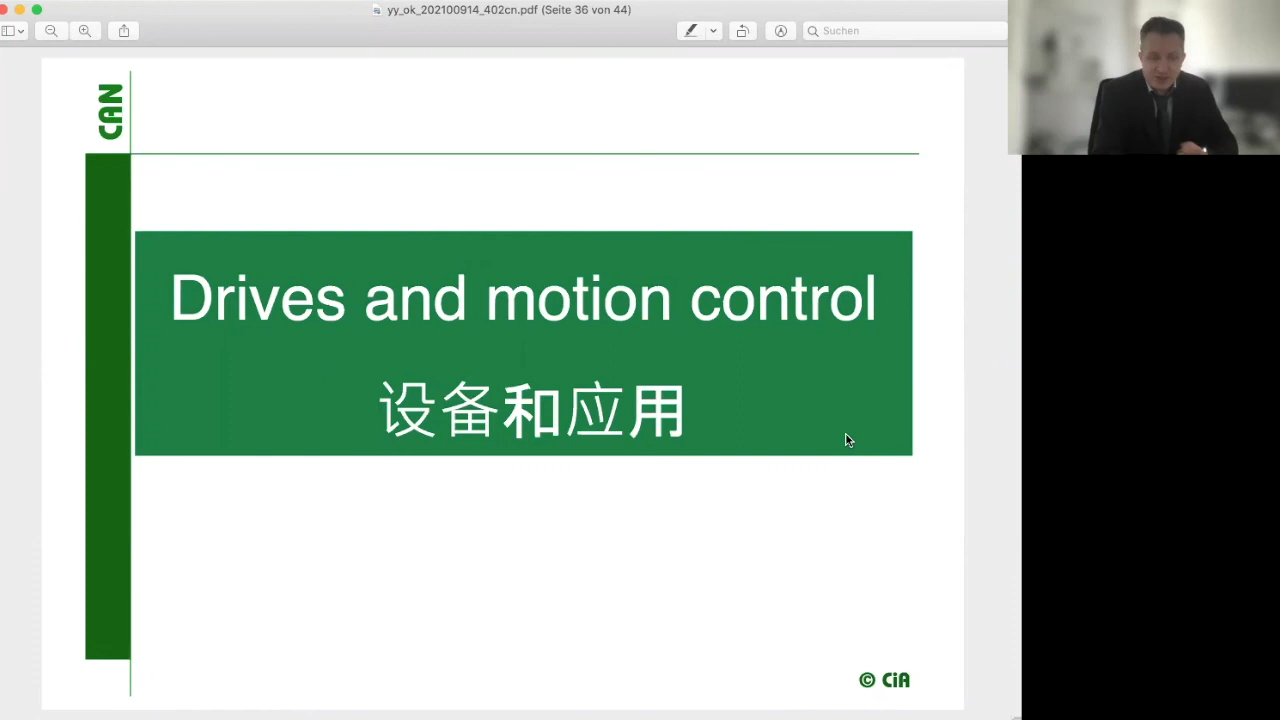 yy_ok_202100914_402cn.pdf (Seite 36 von 44)
Suchen
CAN
Drives and motion control
设备和应用
© CiA